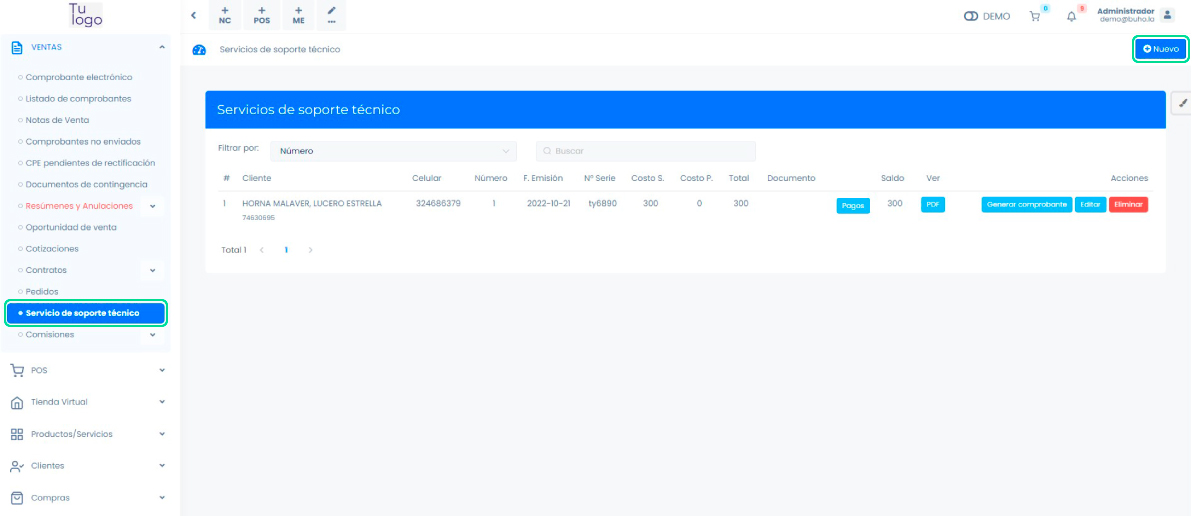 Tu
logo
+ NC
+ POS
+ ME
...
DEMO
0
5
Administrador
demo@buho.la
VENTAS
Servicios de soporte técnico
Nuevo
Comprobante electrónico
Listado de comprobantes
Notas de Venta
Comprobantes no enviados
CPE pendientes de rectificación
Documentos de contingencia
Resúmenes y Anulaciones
Oportunidad de venta
Cotizaciones
Contratos
Pedidos
Servicio de soporte técnico
Comisiones
POS
Tienda Virtual
Productos/Servicios
Clientes
Compras
Servicios de soporte técnico
Filtrar por: Número Buscar
# Cliente Celular Número F. Emisión Nº Serie Costo S. Costo P. Total Documento Saldo Ver Acciones
1 HORNA MALAVER, LUCERO ESTRELLA 324686379 1 2022-10-21 ty6890 300 0 300 Pagos 300 PDF Generar comprobante Editar Eliminar
74630695
Total 1 < 1 >